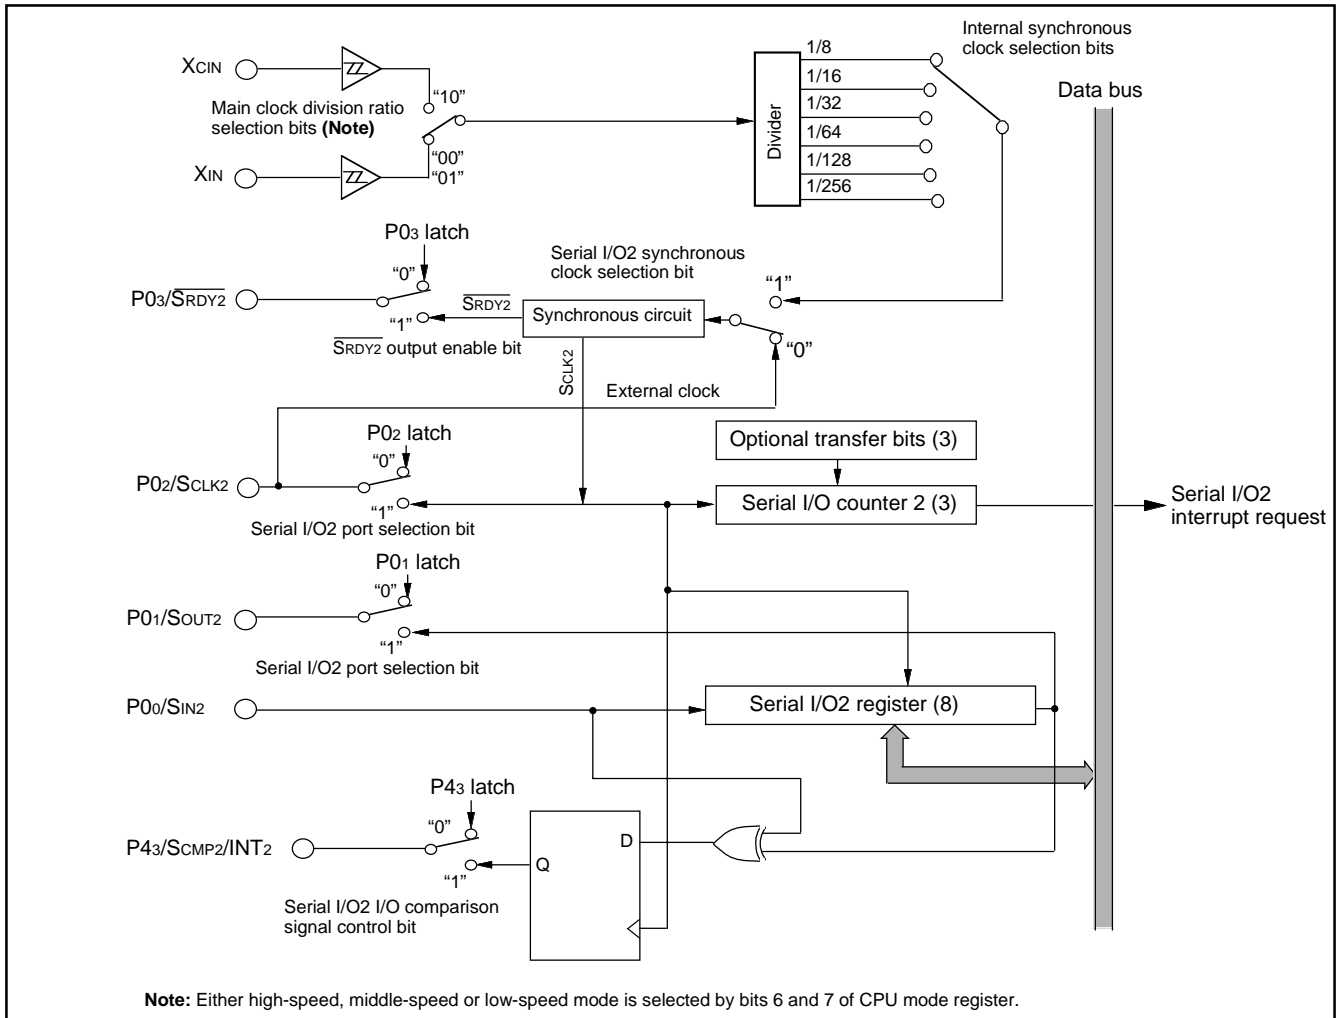 Internal synchronous
clock selection bits
XCIN
"10"
Main clock division ratio
selection bits (Note)
"00"
"01"
XIN
Divider
1/8
1/16
1/32
1/64
1/128
1/256
Data bus
P03 latch
"0"
P03/SRDY2
"1"
SRDY2
SRDY2 output enable bit
Serial I/O2 synchronous
clock selection bit
Synchronous circuit
"1"
"0"
SCLK2
External clock
P02 latch
"0"
P02/SCLK2
"1"
Serial I/O2 port selection bit
Optional transfer bits (3)
Serial I/O counter 2 (3)
Serial I/O2
interrupt request
P01 latch
"0"
P01/SOUT2
"1"
Serial I/O2 port selection bit
P00/SIN2
Serial I/O2 register (8)
P43 latch
"0"
P43/SCMP2/INT2
"1"
Serial I/O2 I/O comparison
signal control bit
D
Q
Note: Either high-speed, middle-speed or low-speed mode is selected by bits 6 and 7 of CPU mode register.